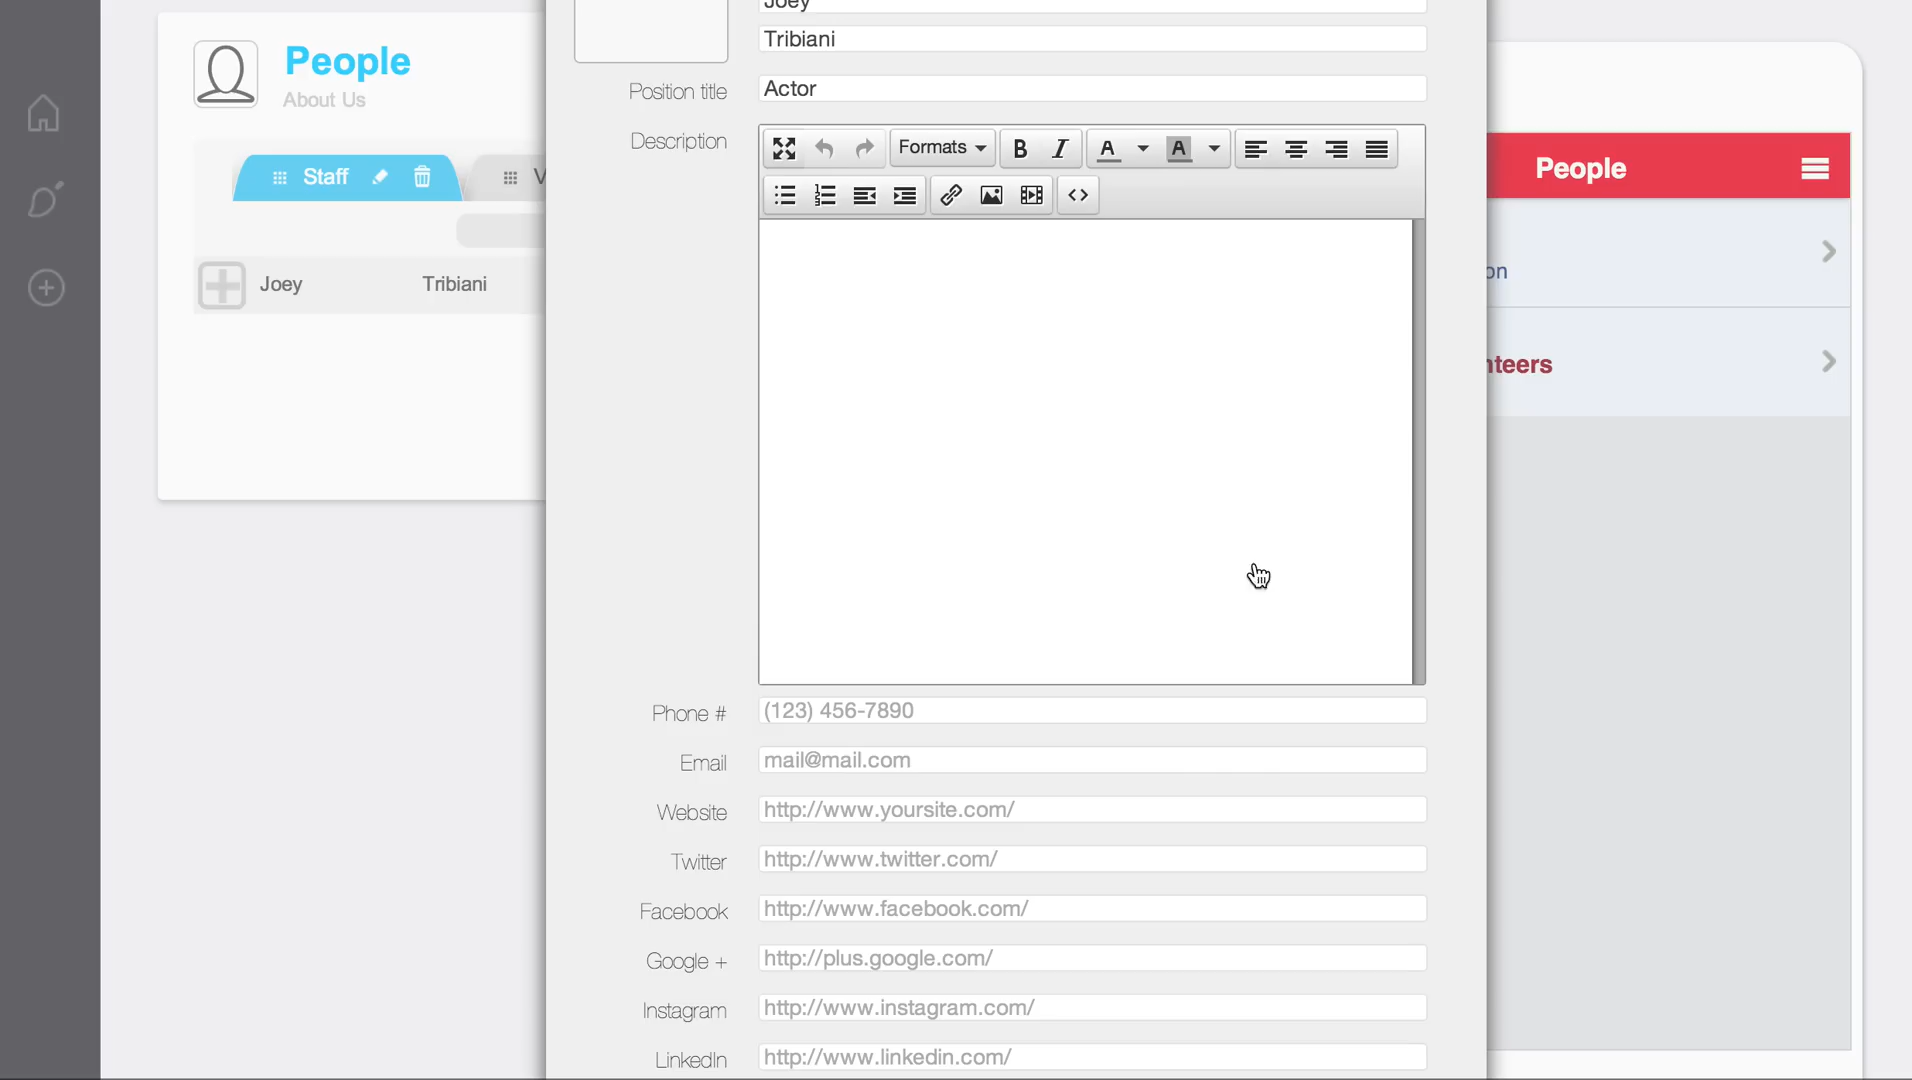 People
About Us
Staff
V
Joey Tribiani
Joey
Tribiani
Position title Actor
Description
Formats
B I A A
Phone # (123) 456-7890
Email mail@mail.com
Website http://www.yoursite.com/
Twitter http://www.twitter.com/
Facebook http://www.facebook.com/
Google + http://plus.google.com/
Instagram http://www.instagram.com/
LinkedIn http://www.linkedin.com/
People
on
nteers